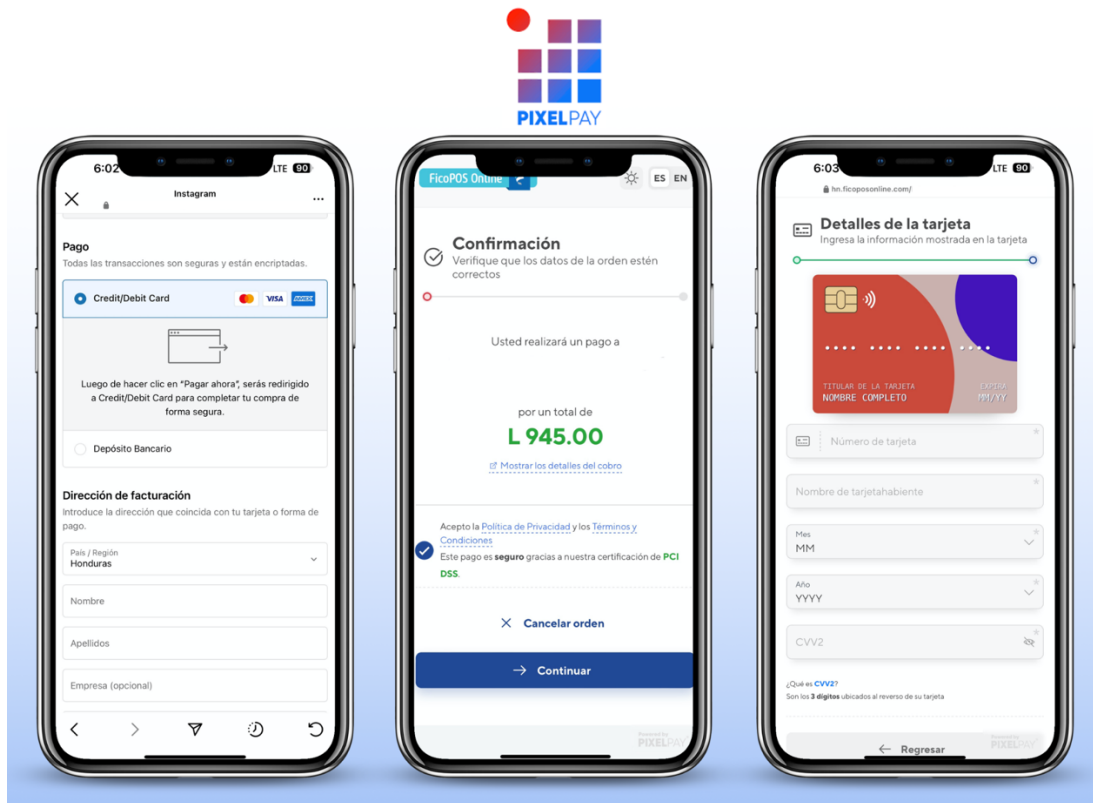 PIXELPAY
6:02
LTE 90
Instagram
Pago
Todas las transacciones son seguras y están encriptadas.
Credit/Debit Card
VISA
AMEX
Luego de hacer clic en "Pagar ahora", serás redirigido
a Credit/Debit Card para completar tu compra de
forma segura.
Depósito Bancario
Dirección de facturación
Introduce la dirección que coincida con tu tarjeta o forma de
pago.
País / Región
Honduras
Nombre
Apellidos
Empresa (opcional)
FicoPOS Online
ES EN
Confirmación
Verifique que los datos de la orden estén
correctos
Usted realizará un pago a
por un total de
L 945.00
Mostrar los detalles del cobro
Acepto la Política de Privacidad y los Términos y
Condiciones
Este pago es seguro gracias a nuestra certificación de PCI
DSS.
Cancelar orden
Continuar
Powered by
PIXELPAY
6:03
LTE 90
hn.ficoposonline.com/
Detalles de la tarjeta
Ingresa la información mostrada en la tarjeta
TITULAR DE LA TARJETA
NOMBRE COMPLETO
EXPIRA
MM/YY
Número de tarjeta
Nombre de tarjetahabiente
Mes
MM
Año
YYYY
CVV2
¿Qué es CVV2?
Son los 3 dígitos ubicados al reverso de su tarjeta
Regresar
Powered by
PIXELPAY